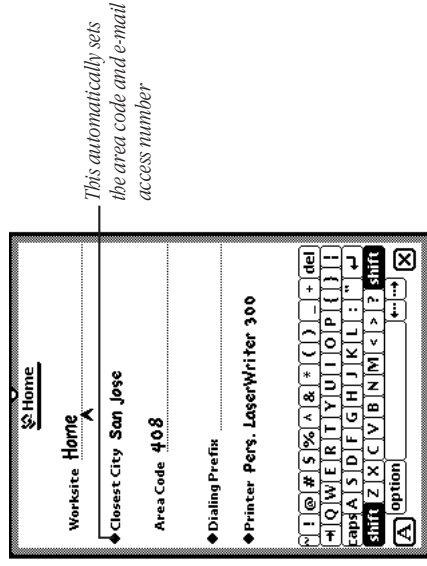 Home
Worksite Home
Closest City San Jose
Area Code 408
Dialing Prefix
Printer Pers. LaserWriter 300
~ ! @ # $ % ^ & * ( ) _ + del
Q W E R T Y U I O P { } |
caps A S D F G H J K L : "
shift Z X C V B N M < > ? shift
A option
This automatically sets
the area code and e-mail
access number